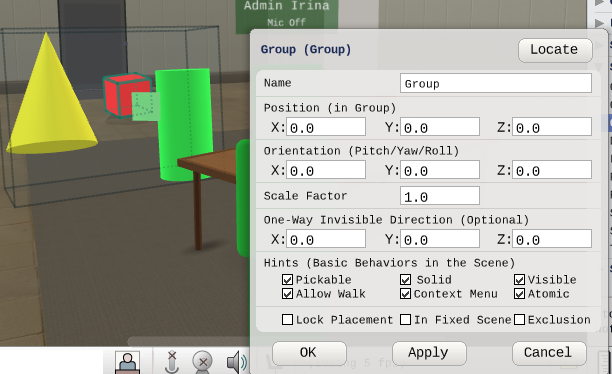 Admin Irina
Mic Off
Group (Group)
Locate
Name
Group
Position (in Group)
X: 0.0 Y: 0.0 Z: 0.0
Orientation (Pitch/Yaw/Roll)
X: 0.0 Y: 0.0 Z: 0.0
Scale Factor
1.0
One-Way Invisible Direction (Optional)
X: 0.0 Y: 0.0 Z: 0.0
Hints (Basic Behaviors in the Scene)
Pickable Solid Visible
Allow Walk Context Menu Atomic
Lock Placement In Fixed Scene Exclusion
OK Apply Cancel